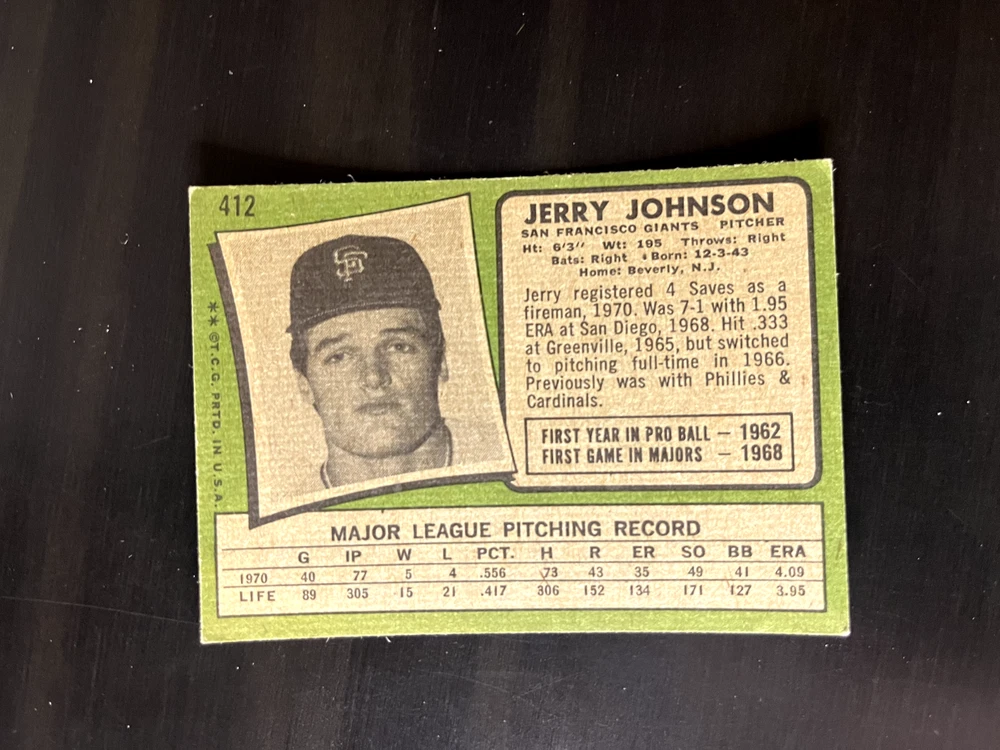 412
SF
** ©T.C.G. PRTD. IN U.S.A.
JERRY JOHNSON
SAN FRANCISCO GIANTS PITCHER
Ht: 6'3" Wt: 195 Throws: Right
Bats: Right • Born: 12-3-43
Home: Beverly, N.J.
Jerry registered 4 Saves as a
fireman, 1970. Was 7-1 with 1.95
ERA at San Diego, 1968. Hit .333
at Greenville, 1965, but switched
to pitching full-time in 1966.
Previously was with Phillies &
Cardinals.
FIRST YEAR IN PRO BALL — 1962
FIRST GAME IN MAJORS — 1968
MAJOR LEAGUE PITCHING RECORD
G IP W L PCT. H R ER SO BB ERA
1970 40 77 5 4 .556 73 43 35 49 41 4.09
LIFE 89 305 15 21 .417 306 152 134 171 127 3.95